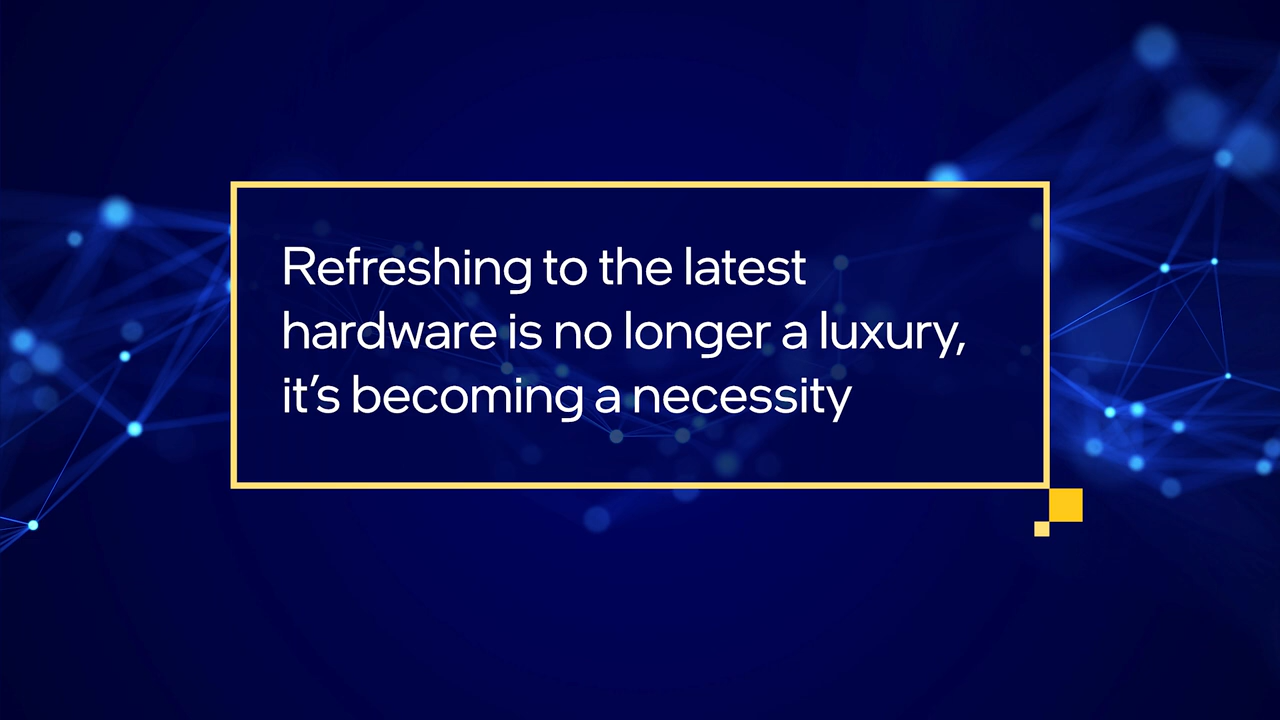 Refreshing to the latest
hardware is no longer a luxury,
it’s becoming a necessity